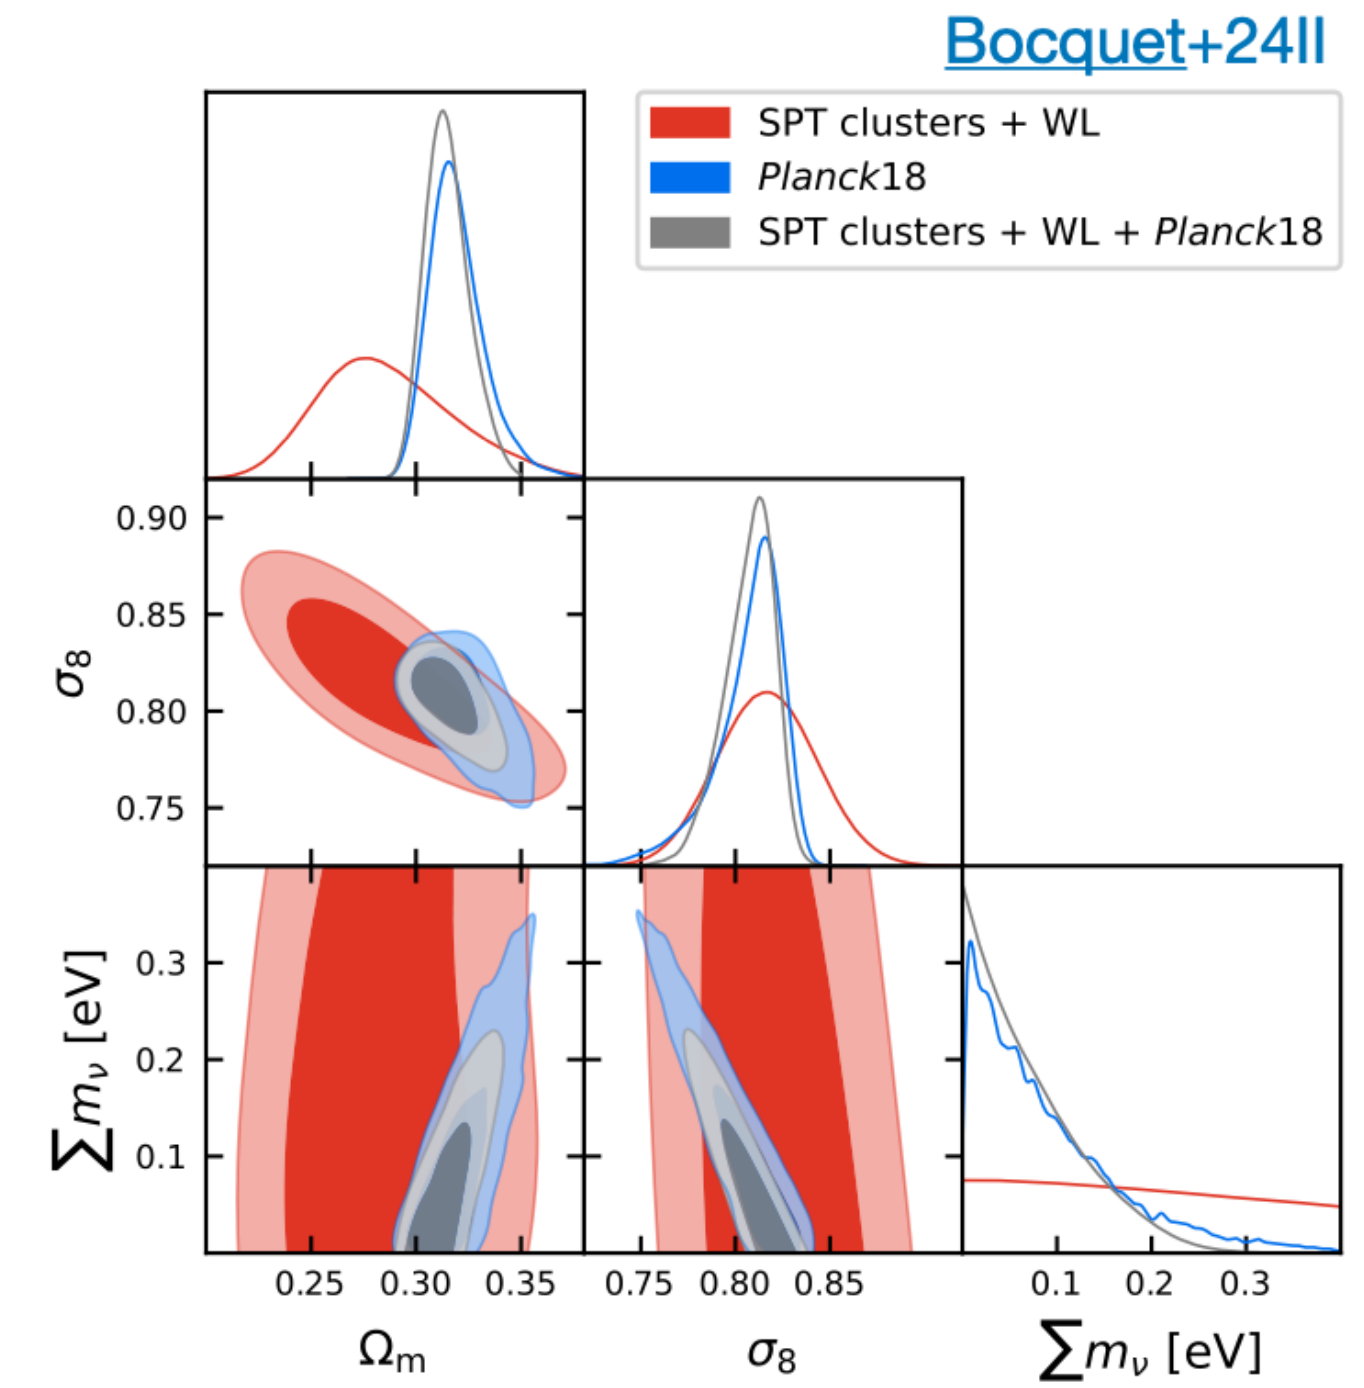 Bocquet+24II
SPT clusters + WL
Planck18
SPT clusters + WL + Planck18
0.90
0.85
0.80
0.75
σ8
0.3
0.2
0.1
∑mν [eV]
0.25 0.30 0.35
0.75 0.80 0.85
0.1 0.2 0.3
Ωm
σ8
∑mν [eV]